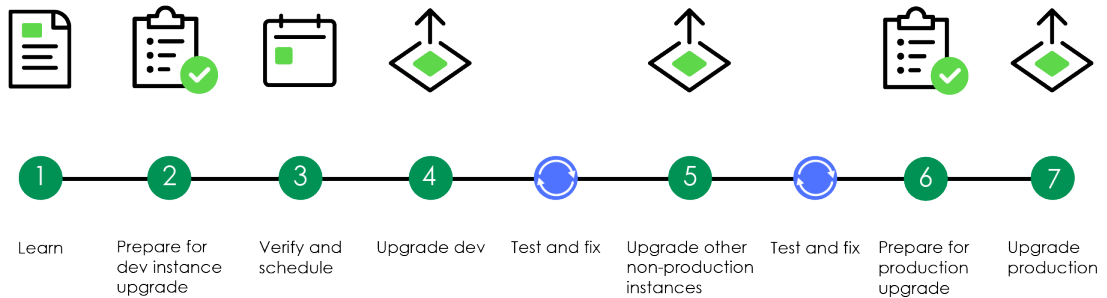 1
2
3
4
5
6
7
Learn
Prepare for
dev instance
upgrade
Verify and
schedule
Upgrade dev
Test and fix
Upgrade other
non-production
instances
Test and fix
Prepare for
production
upgrade
Upgrade
production